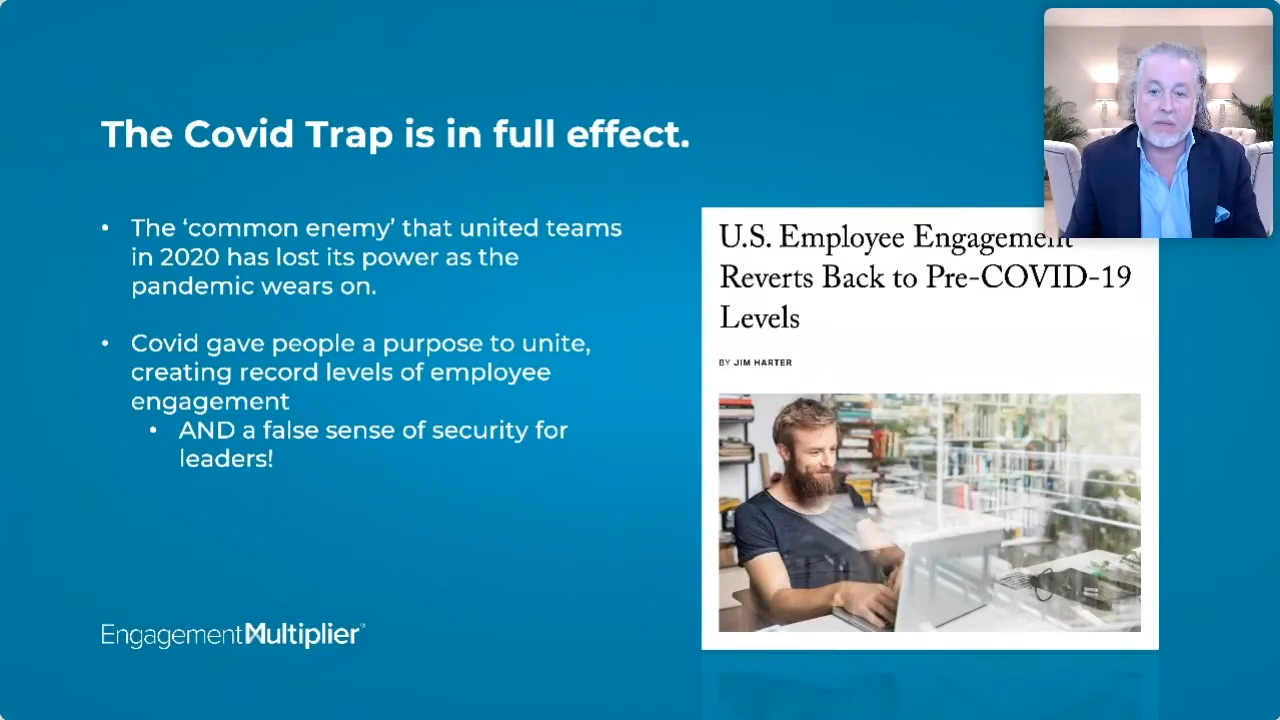 The Covid Trap is in full effect.
• The ‘common enemy’ that united teams
in 2020 has lost its power as the
pandemic wears on.
• Covid gave people a purpose to unite,
creating record levels of employee
engagement
• AND a false sense of security for
leaders!
U.S. Employee Engagement
Reverts Back to Pre-COVID-19
Levels
BY JIM HARTER
EngagementMultiplier